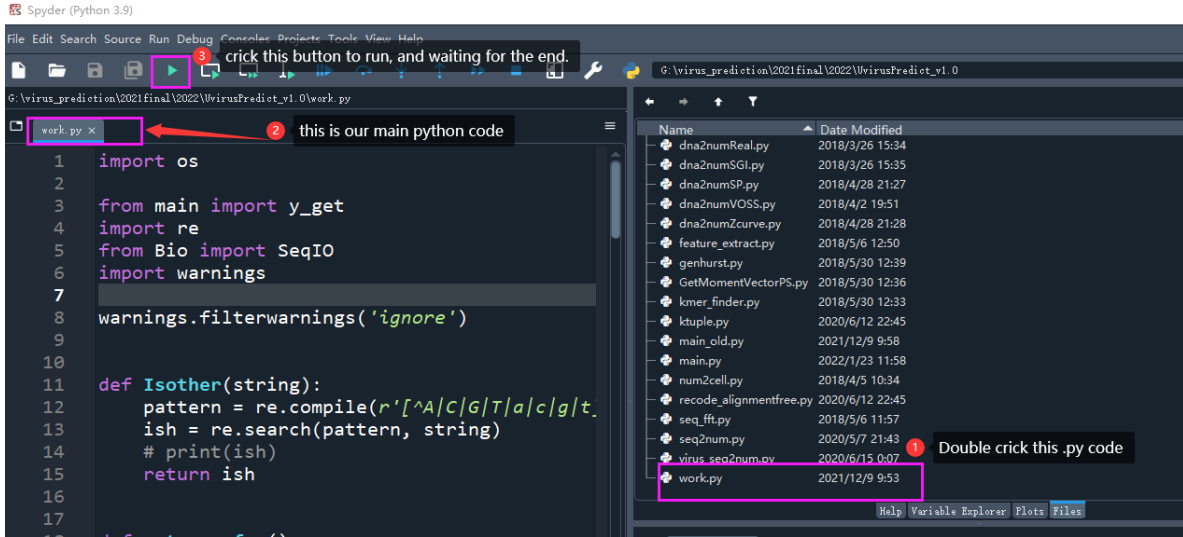 Spyder (Python 3.9)
File Edit Search Source Run Debug Consoles Projects Tools View Help
3 crick this button to run, and waiting for the end.
G:\virus_prediction\2021final\2022\UvirusPredict_v1.0
G:\virus_prediction\2021final\2022\UvirusPredict_v1.0\work.py
work.py ×
2 this is our main python code
1 import os
2
3 from main import y_get
4 import re
5 from Bio import SeqIO
6 import warnings
7
8 warnings.filterwarnings('ignore')
9
10
11 def Isother(string):
12 pattern = re.compile(r'[^A|C|G|T|a|c|g|t]
13 ish = re.search(pattern, string)
14 # print(ish)
15 return ish
16
17
Name Date Modified
dna2numReal.py 2018/3/26 15:34
dna2numSGI.py 2018/3/26 15:35
dna2numSP.py 2018/4/28 21:27
dna2numVOSS.py 2018/4/2 19:51
dna2numZcurve.py 2018/4/28 21:28
feature_extract.py 2018/5/6 12:50
genhurst.py 2018/5/30 12:39
GetMomentVectorPS.py 2018/5/30 12:36
kmer_finder.py 2018/5/30 12:33
ktuple.py 2020/6/12 22:45
main_old.py 2021/12/9 9:58
main.py 2022/1/23 11:58
num2cell.py 2018/4/5 10:34
recode_alignmentfree.py 2020/6/12 22:45
seq_fft.py 2018/5/6 11:57
seq2num.py 2020/5/7 21:43
1 Double crick this .py code
virus_seq2num.py 2020/6/15 0:07
work.py 2021/12/9 9:53
Help Variable Explorer Plots Files